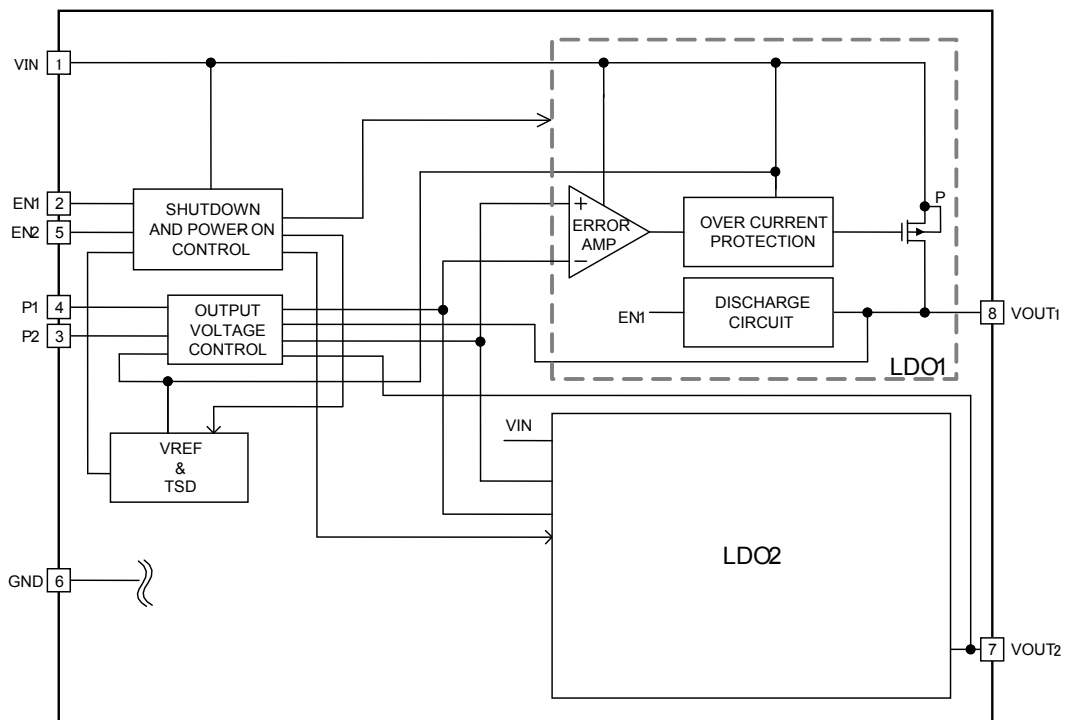 VIN 1
EN1 2
EN2 5
SHUTDOWN
AND POWER ON
CONTROL
P1 4
P2 3
OUTPUT
VOLTAGE
CONTROL
VREF
&
TSD
GND 6
+
-
ERROR
AMP
OVER CURRENT
PROTECTION
P
EN1
DISCHARGE
CIRCUIT
LDO1
8 VOUT1
VIN
LDO2
7 VOUT2